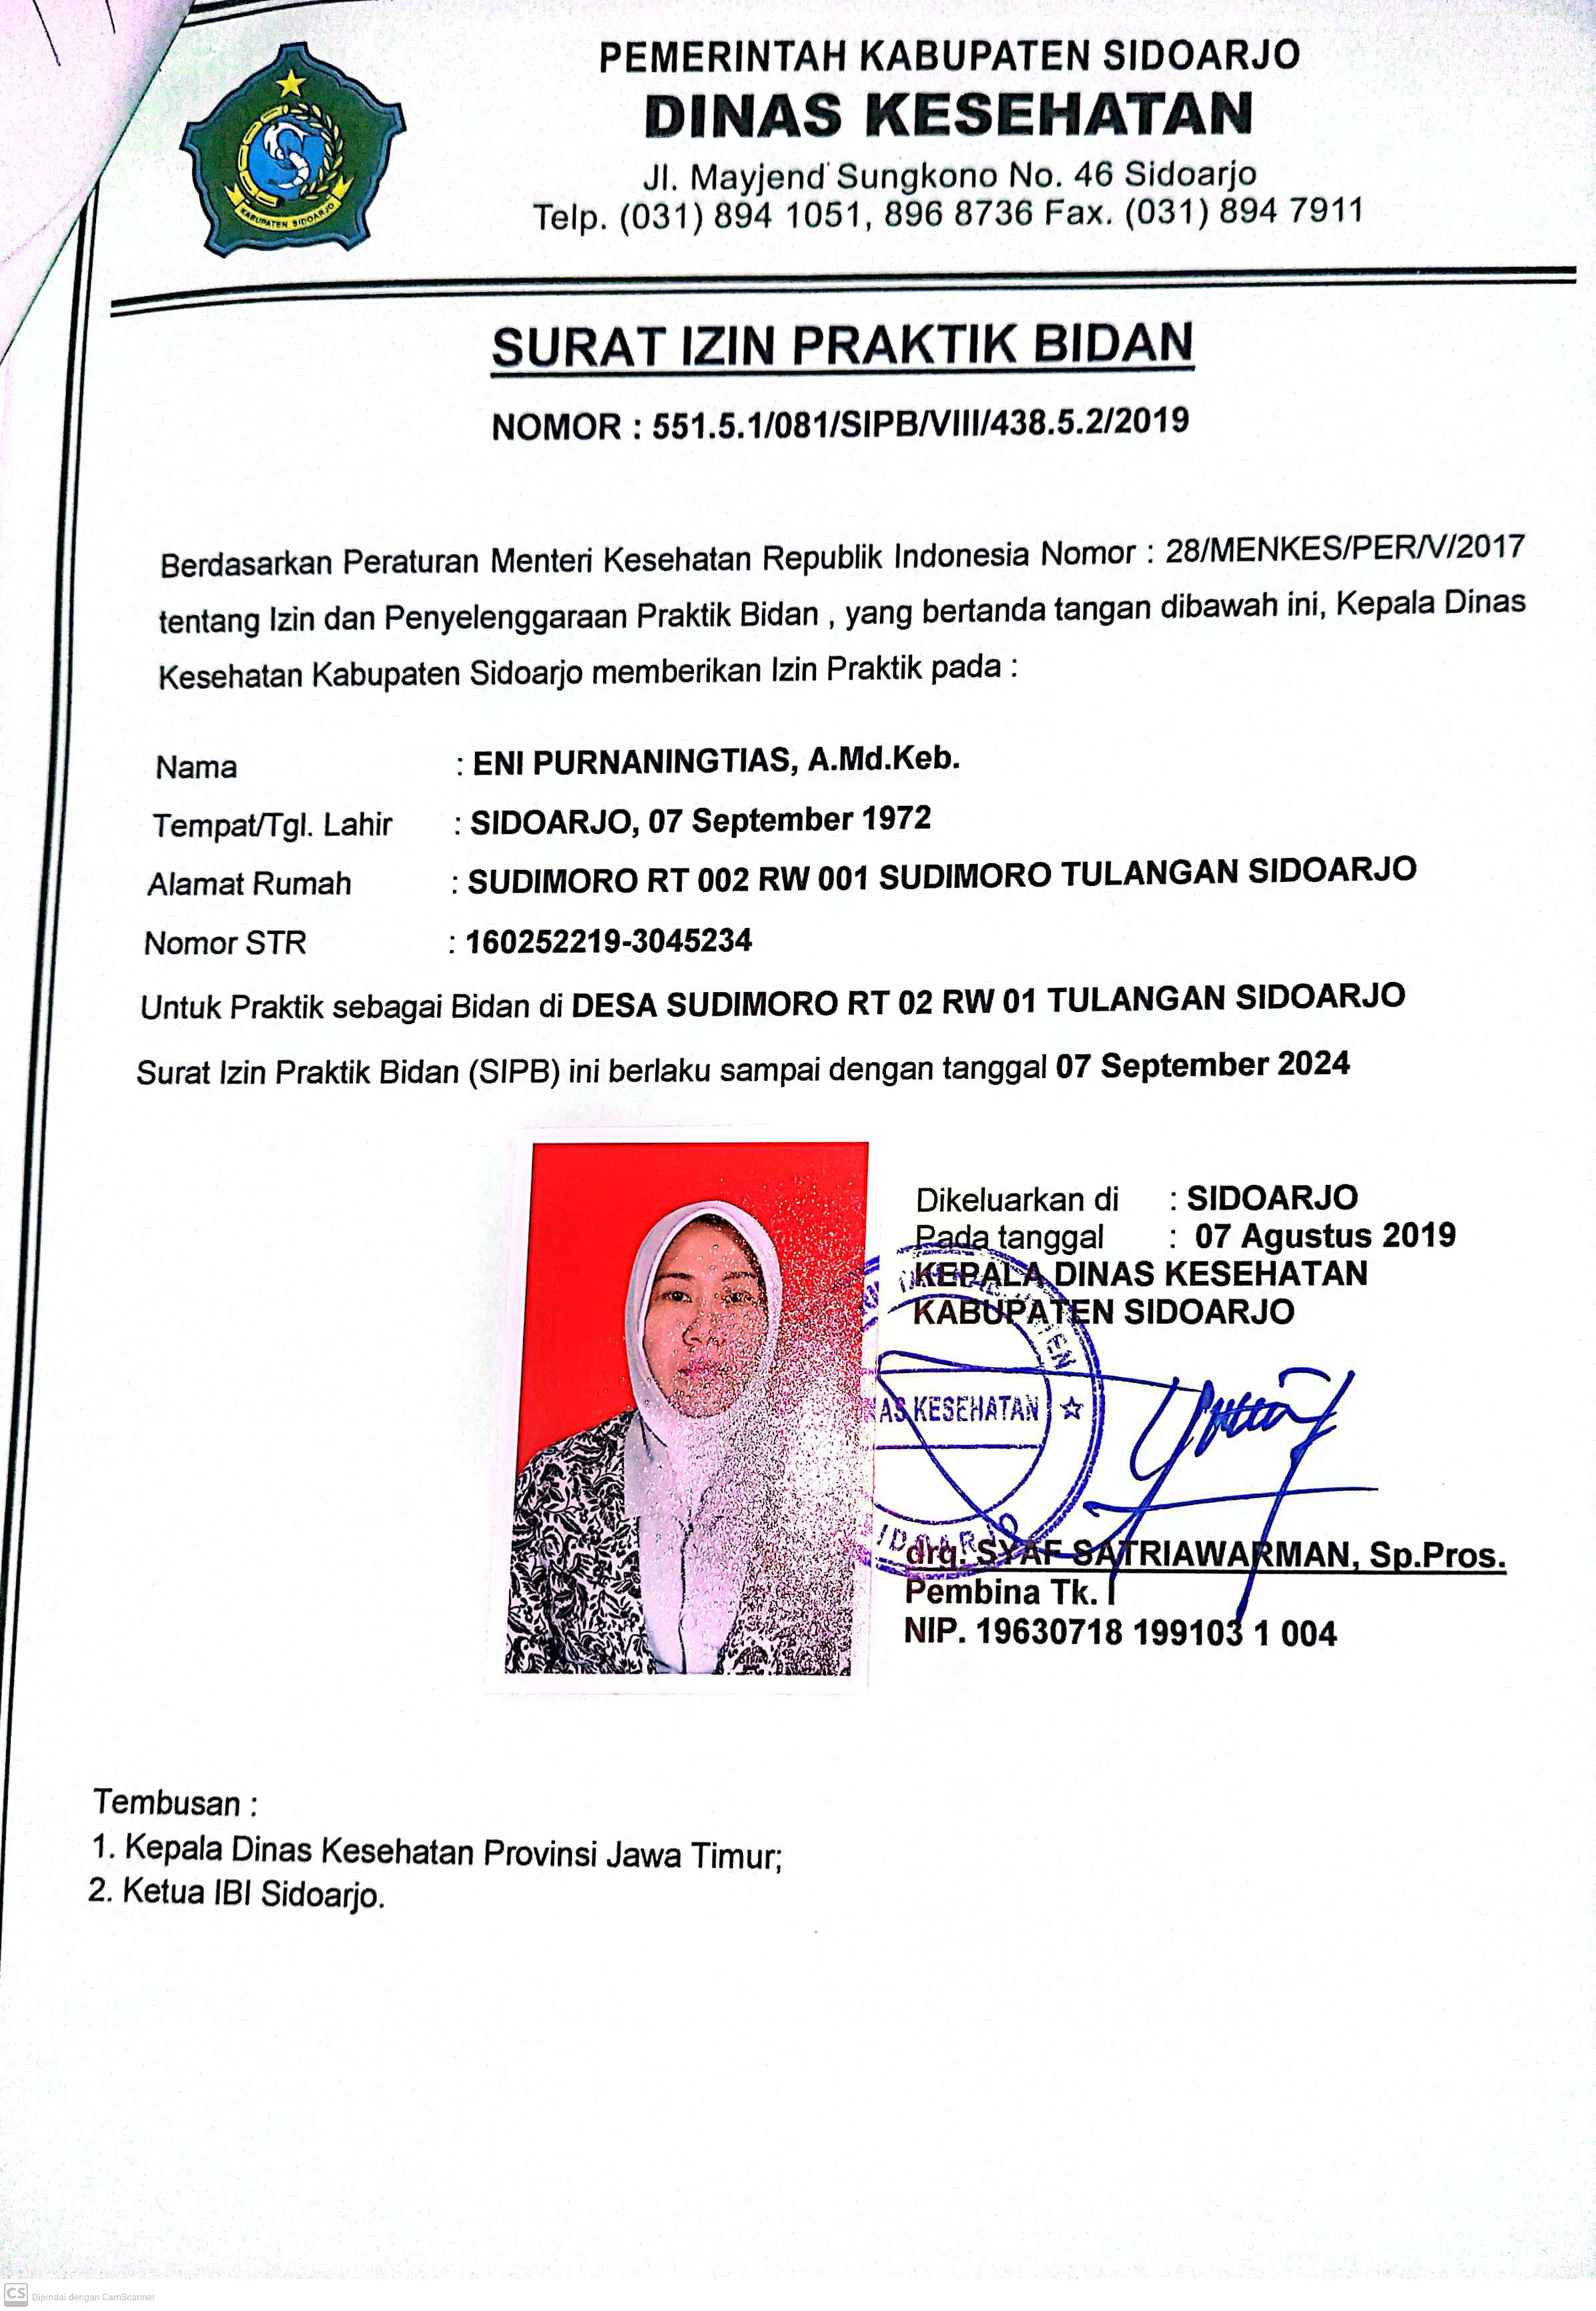 PEMERINTAH KABUPATEN SIDOARJO
DINAS KESEHATAN
Jl. Mayjend Sungkono No. 46 Sidoarjo
Telp. (031) 894 1051, 896 8736 Fax. (031) 894 7911
KABUPATEN SIDOARJO
SURAT IZIN PRAKTIK BIDAN
NOMOR : 551.5.1/081/SIPB/VIII/438.5.2/2019
Berdasarkan Peraturan Menteri Kesehatan Republik Indonesia Nomor : 28/MENKES/PER/V/2017
tentang Izin dan Penyelenggaraan Praktik Bidan , yang bertanda tangan dibawah ini, Kepala Dinas
Kesehatan Kabupaten Sidoarjo memberikan Izin Praktik pada :
Nama : ENI PURNANINGTIAS, A.Md.Keb.
Tempat/Tgl. Lahir : SIDOARJO, 07 September 1972
Alamat Rumah : SUDIMORO RT 002 RW 001 SUDIMORO TULANGAN SIDOARJO
Nomor STR : 160252219-3045234
Untuk Praktik sebagai Bidan di DESA SUDIMORO RT 02 RW 01 TULANGAN SIDOARJO
Surat Izin Praktik Bidan (SIPB) ini berlaku sampai dengan tanggal 07 September 2024
Dikeluarkan di : SIDOARJO
Pada tanggal : 07 Agustus 2019
KEPALA DINAS KESEHATAN
KABUPATEN SIDOARJO
KESEHATAN
drg. SYAF SATRIAWARMAN, Sp.Pros.
Pembina Tk. I
NIP. 19630718 199103 1 004
Tembusan :
1. Kepala Dinas Kesehatan Provinsi Jawa Timur;
2. Ketua IBI Sidoarjo.
CS Dipindai dengan CamScanner